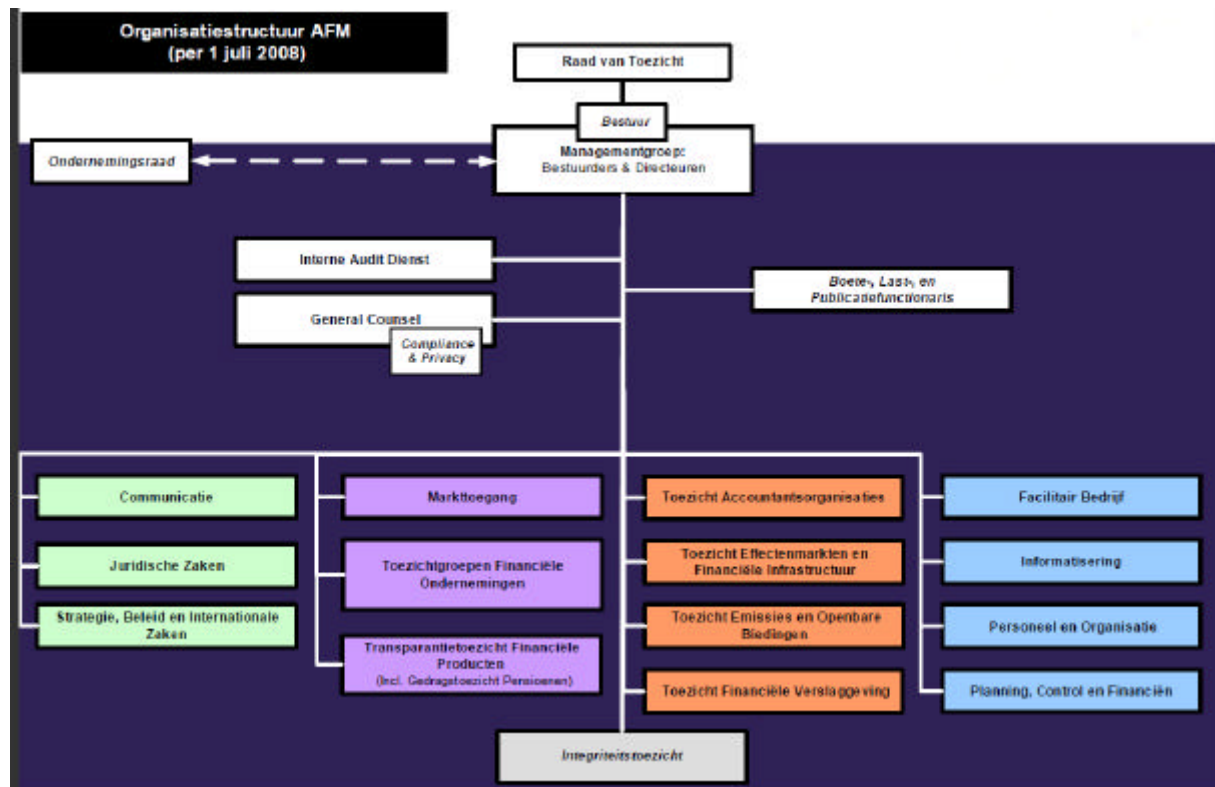 Organisatiestructuur AFM
(per 1 juli 2008)
Raad van Toezicht
Bestuur
Managementgroep:
Bestuurders & Directeuren
Ondernemingsraad
Interne Audit Dienst
Boete-, Last-, en
Publicatiefunctionaris
General Counsel
Compliance
& Privacy
Communicatie
Juridische Zaken
Strategie, Beleid en Internationale
Zaken
Markttoegang
Toezichtgroepen Financiële
Ondernemingen
Transparantietoezicht Financiële
Producten
(Incl. Gedragstoezicht Pensioenen)
Toezicht Accountantsorganisaties
Toezicht Effectenmarkten en
Financiële Infrastructuur
Toezicht Emissies en Openbare
Biedingen
Toezicht Financiële Verslaggeving
Facilitair Bedrijf
Informatisering
Personeel en Organisatie
Planning, Control en Financiën
Integriteitstoezicht